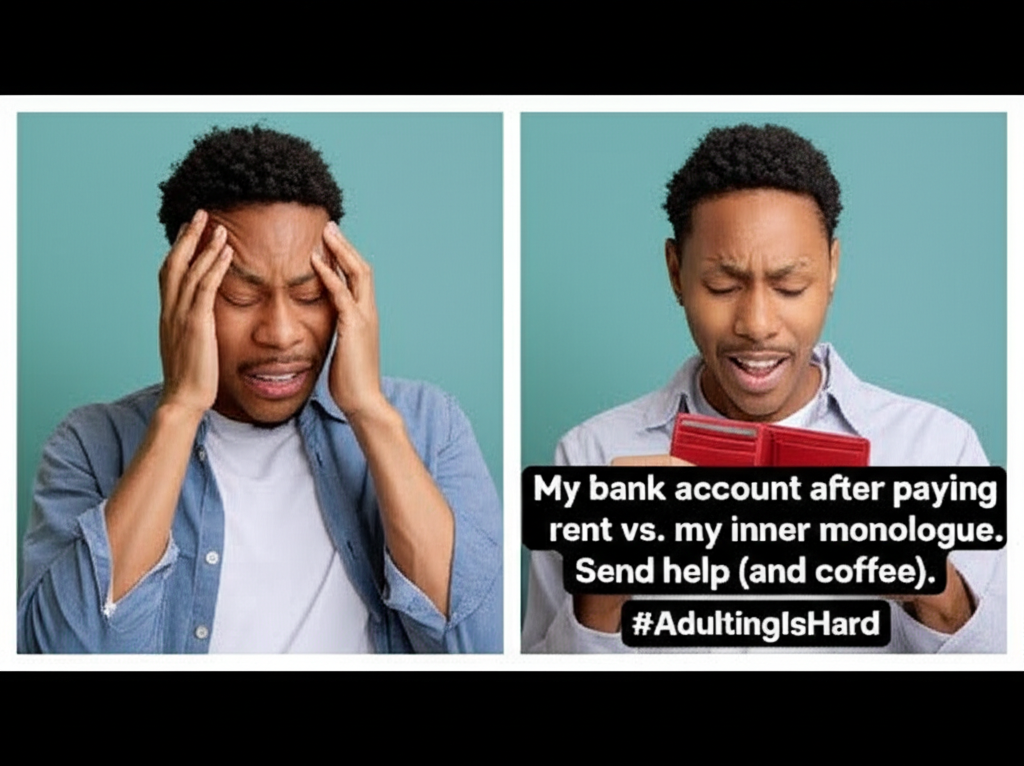 My bank account after paying
rent vs. my inner monologue.
Send help (and coffee).
#AdultingIsHard